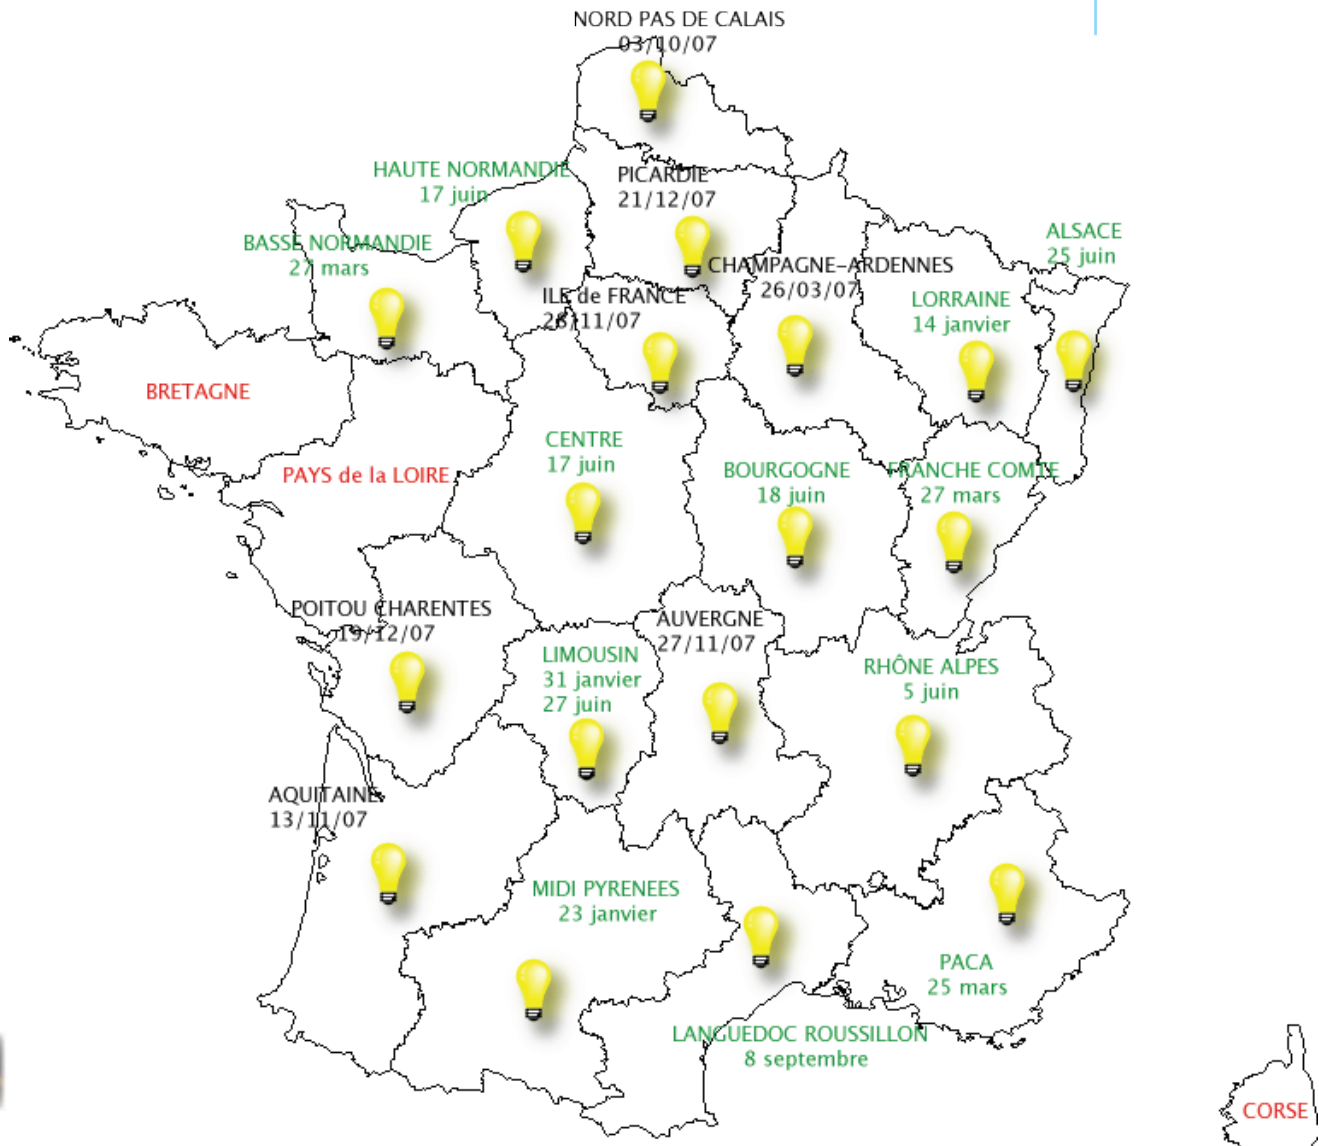 NORD PAS DE CALAIS
03/10/07
HAUTE NORMANDIE
17 juin
PICARDIE
21/12/07
BASSE NORMANDIE
27 mars
ALSACE
25 juin
CHAMPAGNE-ARDENNES
26/03/07
ILE de FRANCE
28/11/07
LORRAINE
14 janvier
BRETAGNE
CENTRE
17 juin
PAYS de la LOIRE
BOURGOGNE
18 juin
FRANCHE COMTE
27 mars
POITOU CHARENTES
19/12/07
AUVERGNE
27/11/07
LIMOUSIN
31 janvier
27 juin
RHÔNE ALPES
5 juin
AQUITAINE
13/11/07
MIDI PYRENEES
23 janvier
PACA
25 mars
LANGUEDOC ROUSSILLON
8 septembre
CORSE